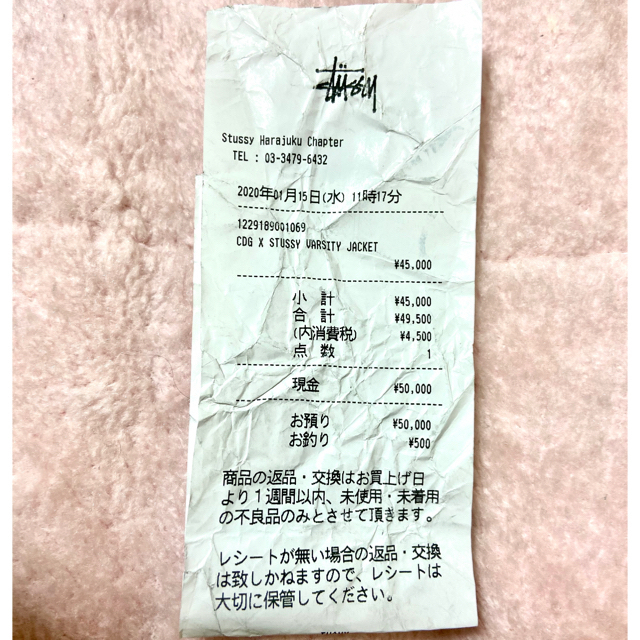 Stüssy
Stussy Harajuku Chapter
TEL : 03-3479-6432
2020年01月15日(水) 11時17分
1229189001069
CDG X STUSSY VARSITY JACKET
¥45,000
小計 ¥45,000
合計 ¥49,500
(内消費税) ¥4,500
点数 1
現金 ¥50,000
お預り ¥50,000
お釣り ¥500
商品の返品・交換はお買上げ日
より1週間以内、未使用・未着用
の不良品のみとさせて頂きます。
レシートが無い場合の返品・交換
は致しかねますので、レシートは
大切に保管してください。